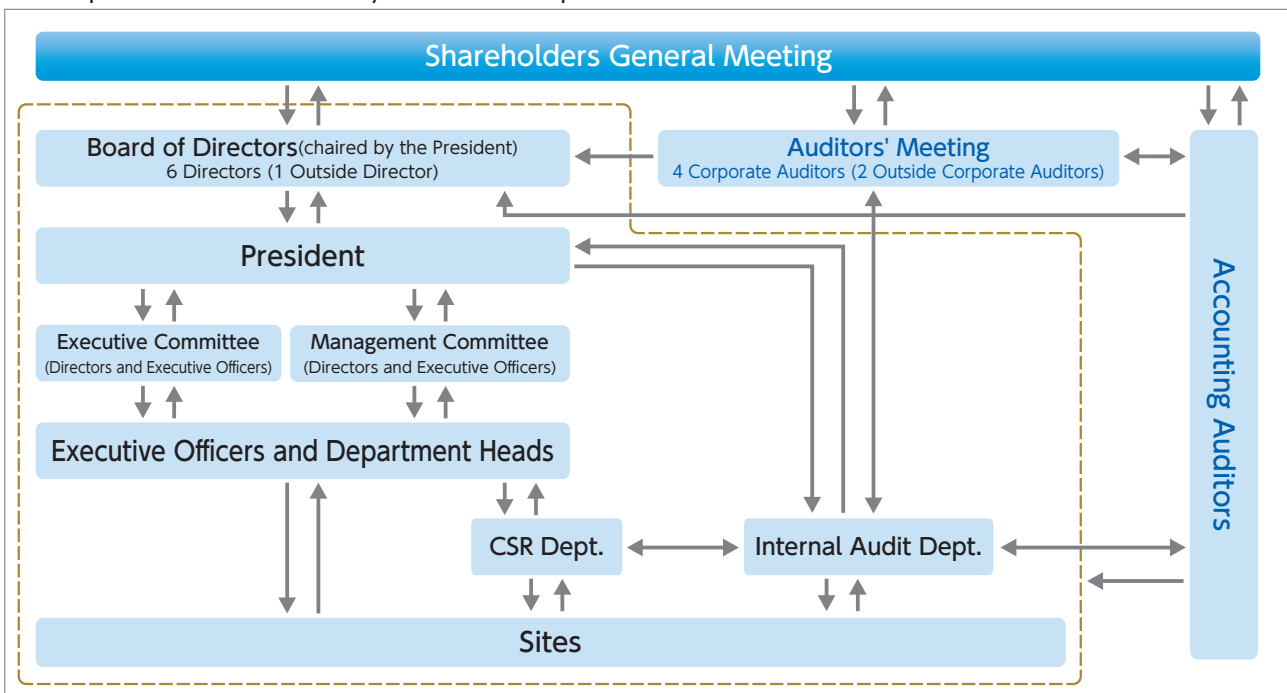 Shareholders General Meeting
Board of Directors(chaired by the President)
6 Directors (1 Outside Director)
Auditors' Meeting
4 Corporate Auditors (2 Outside Corporate Auditors)
President
Executive Committee
(Directors and Executive Officers)
Management Committee
(Directors and Executive Officers)
Executive Officers and Department Heads
CSR Dept.
Internal Audit Dept.
Sites
Accounting Auditors